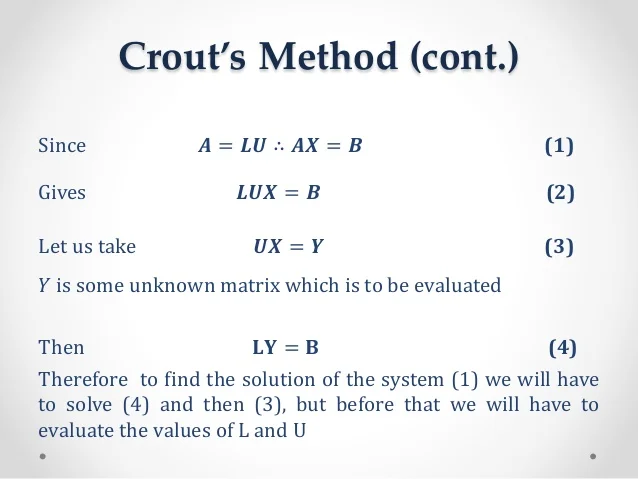 Crout’s Method (cont.)
Since A = LU ∴ AX = B (1)
Gives LUX = B (2)
Let us take UX = Y (3)
Y is some unknown matrix which is to be evaluated
Then LY = B (4)
Therefore to find the solution of the system (1) we will have
to solve (4) and then (3), but before that we will have to
evaluate the values of L and U